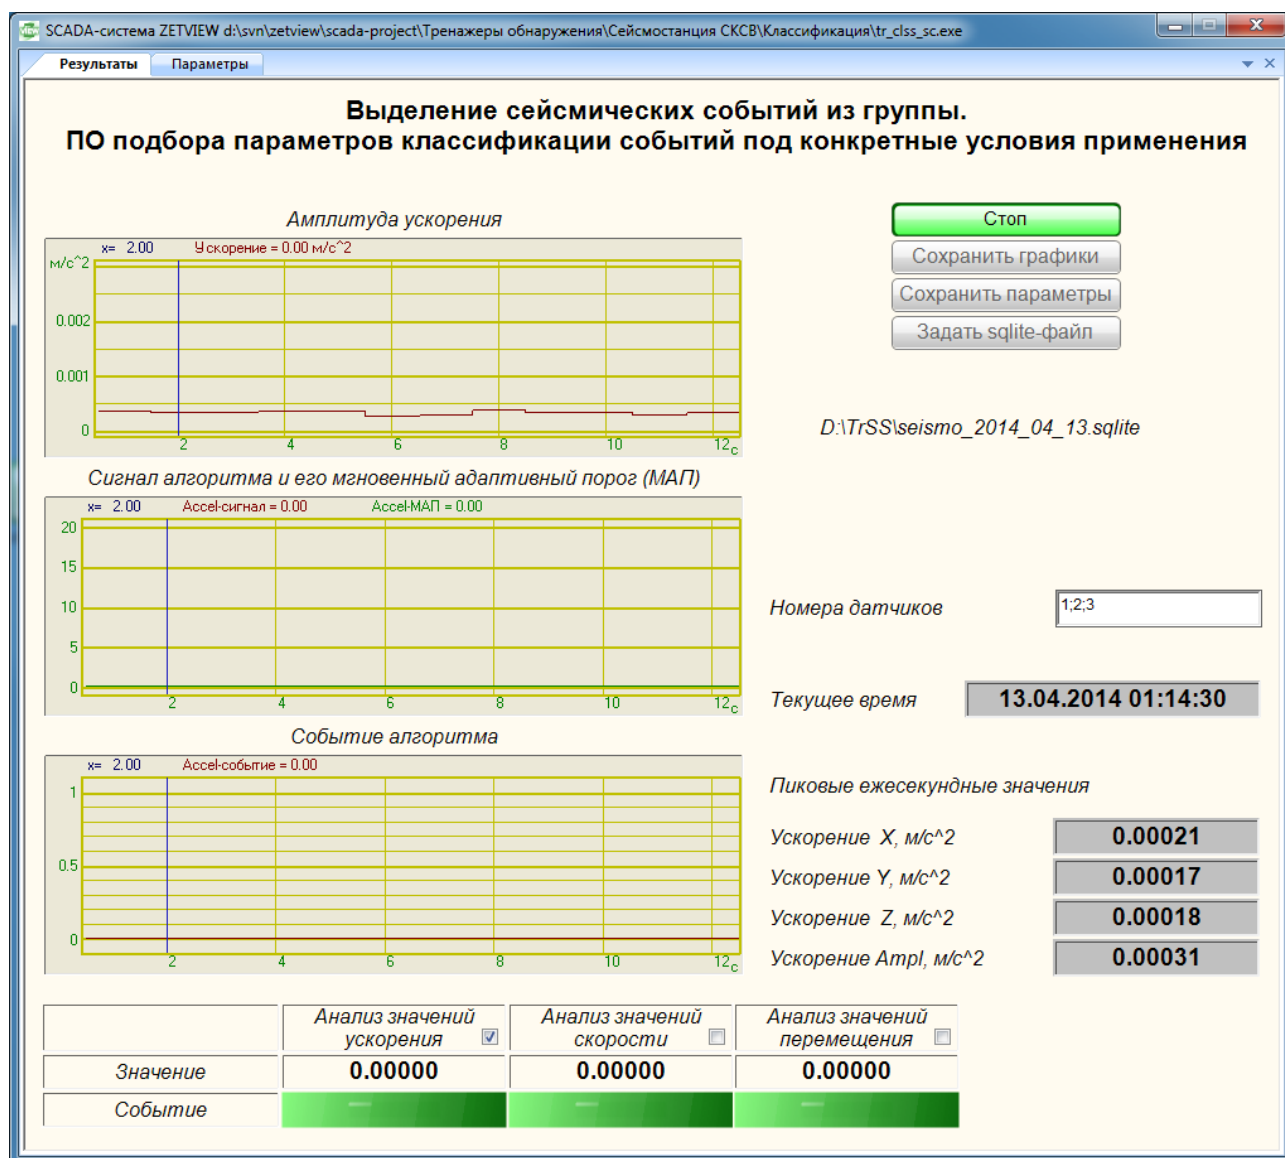 SCADA-система ZETVIEW d:\svn\zetview\scada-project\Тренажеры обнаружения\Сейсмостанция СКСВ\Классификация\tr_clss_sc.exe
Результаты Параметры
Выделение сейсмических событий из группы.
ПО подбора параметров классификации событий под конкретные условия применения
Амплитуда ускорения
x= 2.00 Ускорение = 0.00 м/с^2
м/с^2
0.002
0.001
0
2 4 6 8 10 12 с
Стоп
Сохранить графики
Сохранить параметры
Задать sqlite-файл
D:\TrSS\seismo_2014_04_13.sqlite
Сигнал алгоритма и его мгновенный адаптивный порог (МАП)
x= 2.00 Accel-сигнал = 0.00 Accel-МАП = 0.00
20
15
10
5
0
2 4 6 8 10 12 с
Номера датчиков 1;2;3
Текущее время 13.04.2014 01:14:30
Событие алгоритма
x= 2.00 Accel-событие = 0.00
1
0.5
0
2 4 6 8 10 12 с
Пиковые ежесекундные значения
Ускорение X, м/с^2 0.00021
Ускорение Y, м/с^2 0.00017
Ускорение Z, м/с^2 0.00018
Ускорение Ampl, м/с^2 0.00031
Анализ значений ускорения
Анализ значений скорости
Анализ значений перемещения
Значение 0.00000 0.00000 0.00000
Событие